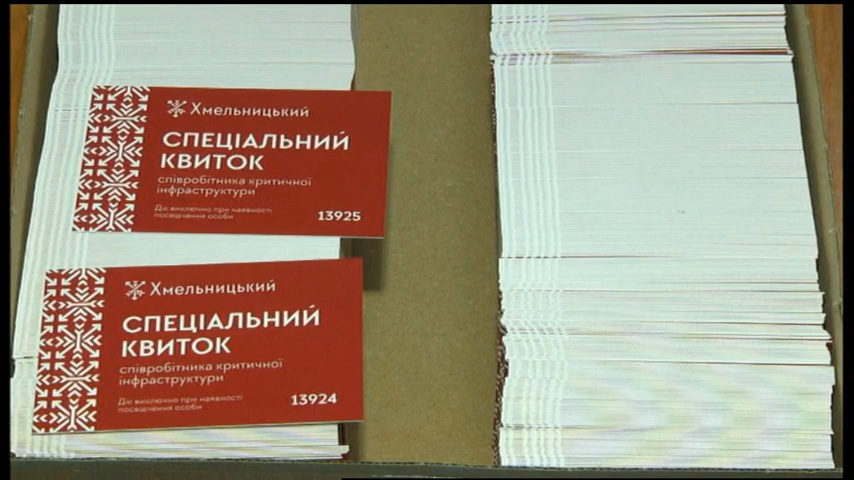 Хмельницький
СПЕЦІАЛЬНИЙ
КВИТОК
співробітника критичної
інфраструктури
Діє виключно при наявності
посвідчення особи
13925
Хмельницький
СПЕЦІАЛЬНИЙ
КВИТОК
співробітника критичної
інфраструктури
Діє виключно при наявності
посвідчення особи
13924